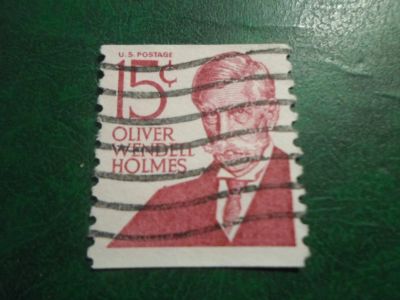 U.S. POSTAGE
15¢
OLIVER
WENDELL
HOLMES